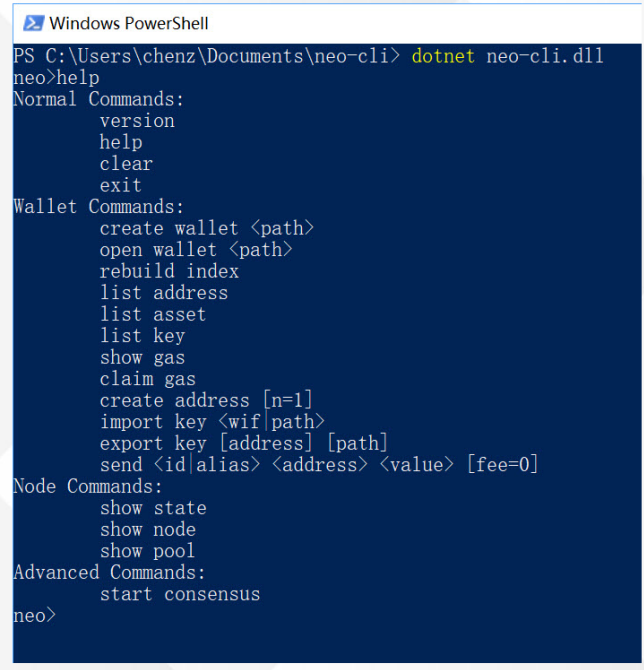 Windows PowerShell
PS C:\Users\chenz\Documents\neo-cli> dotnet neo-cli.dll
neo>help
Normal Commands:
version
help
clear
exit
Wallet Commands:
create wallet <path>
open wallet <path>
rebuild index
list address
list asset
list key
show gas
claim gas
create address [n=1]
import key <wif|path>
export key [address] [path]
send <id|alias> <address> <value> [fee=0]
Node Commands:
show state
show node
show pool
Advanced Commands:
start consensus
neo>